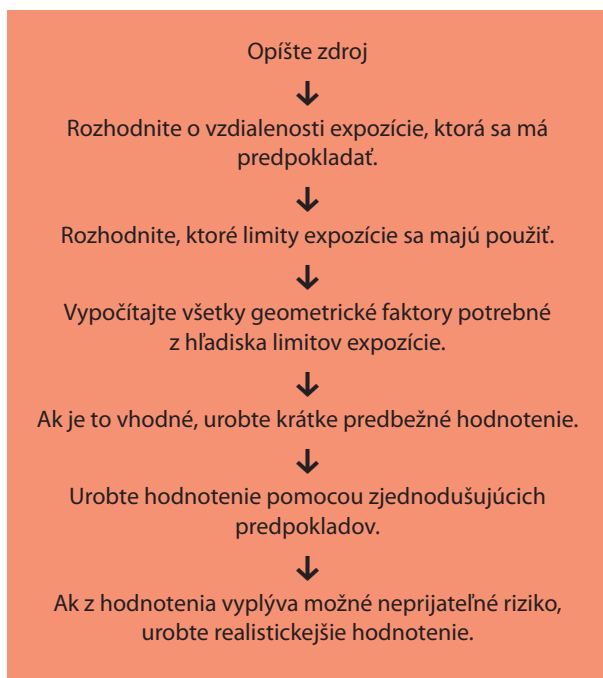 Opíšte zdroj
Rozhodnite o vzdialenosti expozície, ktorá sa má
predpokladať.
Rozhodnite, ktoré limity expozície sa majú použiť.
Vypočítajte všetky geometrické faktory potrebné
z hľadiska limitov expozície.
Ak je to vhodné, urobte krátke predbežné hodnotenie.
Urobte hodnotenie pomocou zjednodušujúcich
predpokladov.
Ak z hodnotenia vyplýva možné neprijateľné riziko,
urobte realistickejšie hodnotenie.